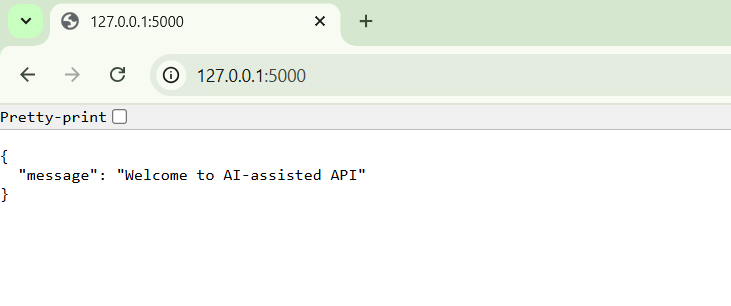 127.0.0.1:5000
127.0.0.1:5000
Pretty-print
{
  "message": "Welcome to AI-assisted API"
}